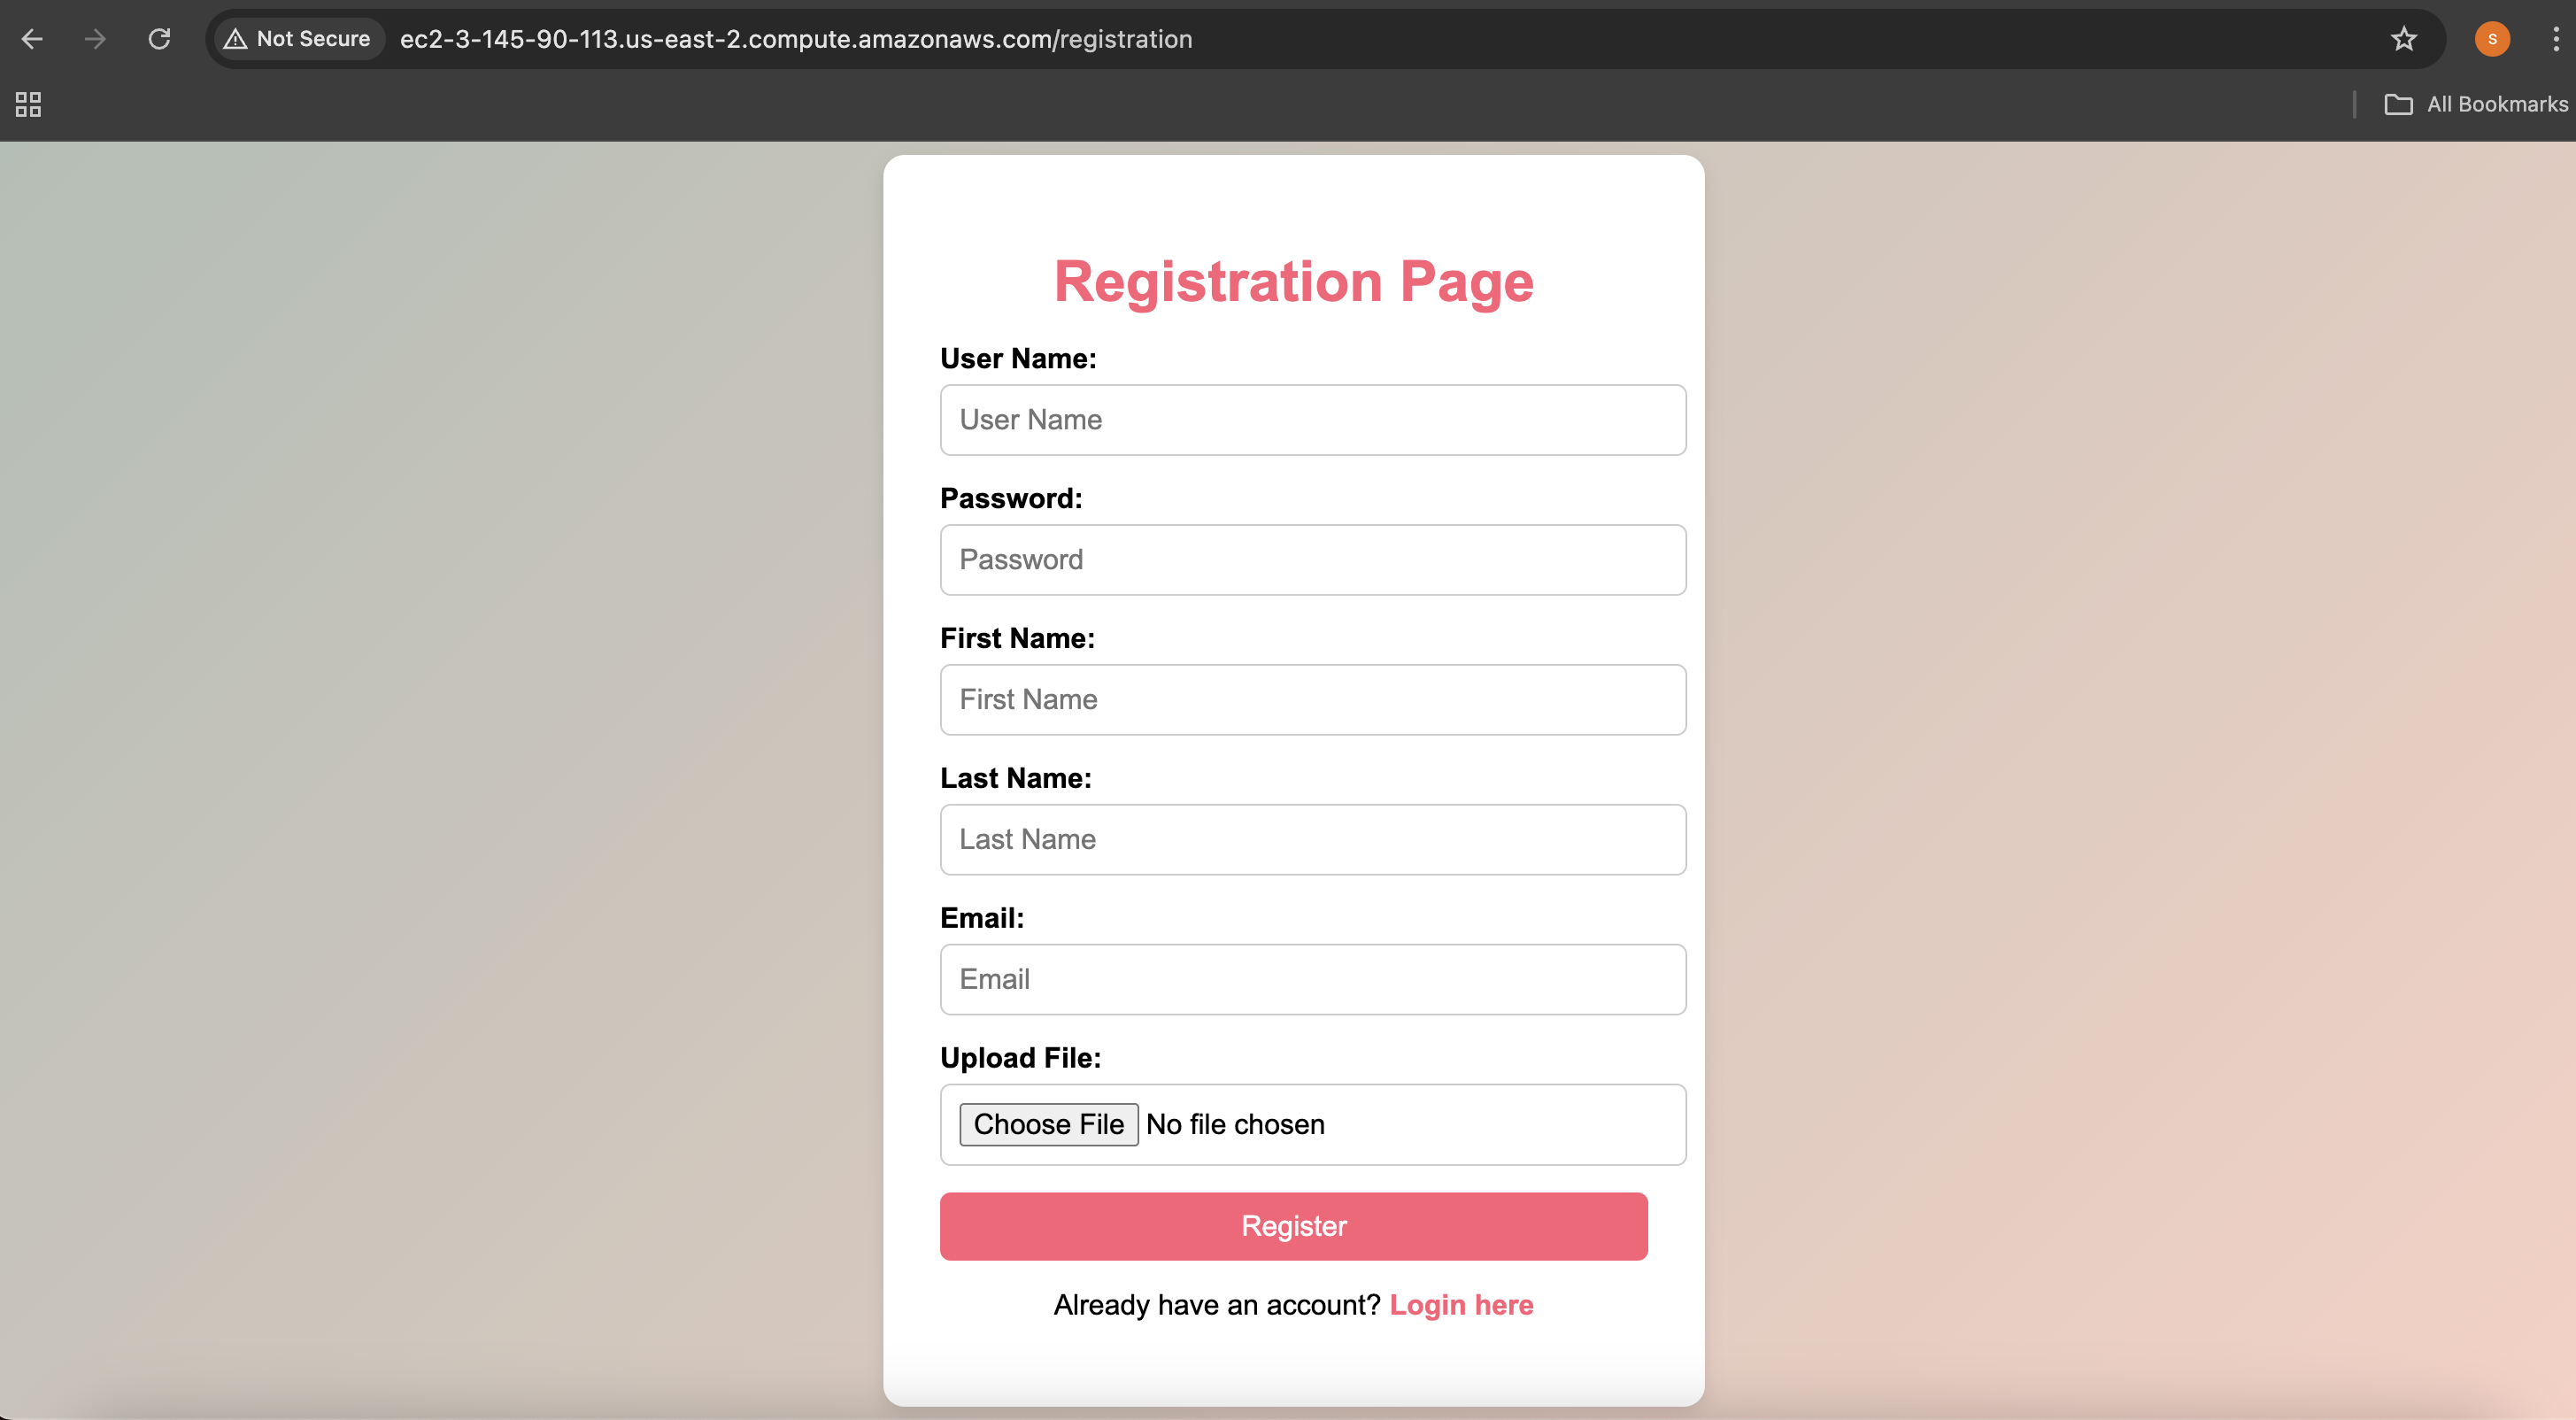 Not Secure ec2-3-145-90-113.us-east-2.compute.amazonaws.com/registration S
All Bookmarks
Registration Page
User Name:
User Name
Password:
Password
First Name:
First Name
Last Name:
Last Name
Email:
Email
Upload File:
Choose File No file chosen
Register
Already have an account? Login here